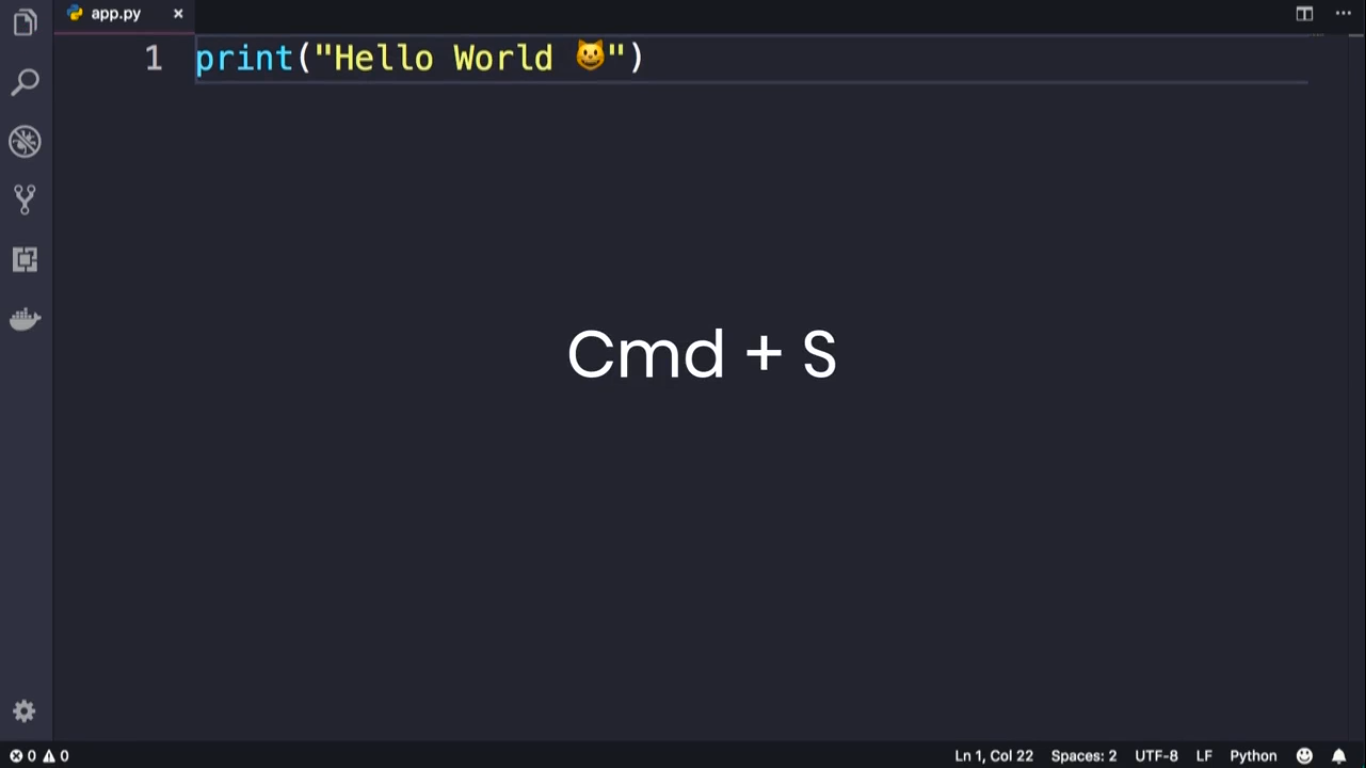 app.py
1 print("Hello World 😺")
Cmd + S
0 0 Ln 1, Col 22 Spaces: 2 UTF-8 LF Python